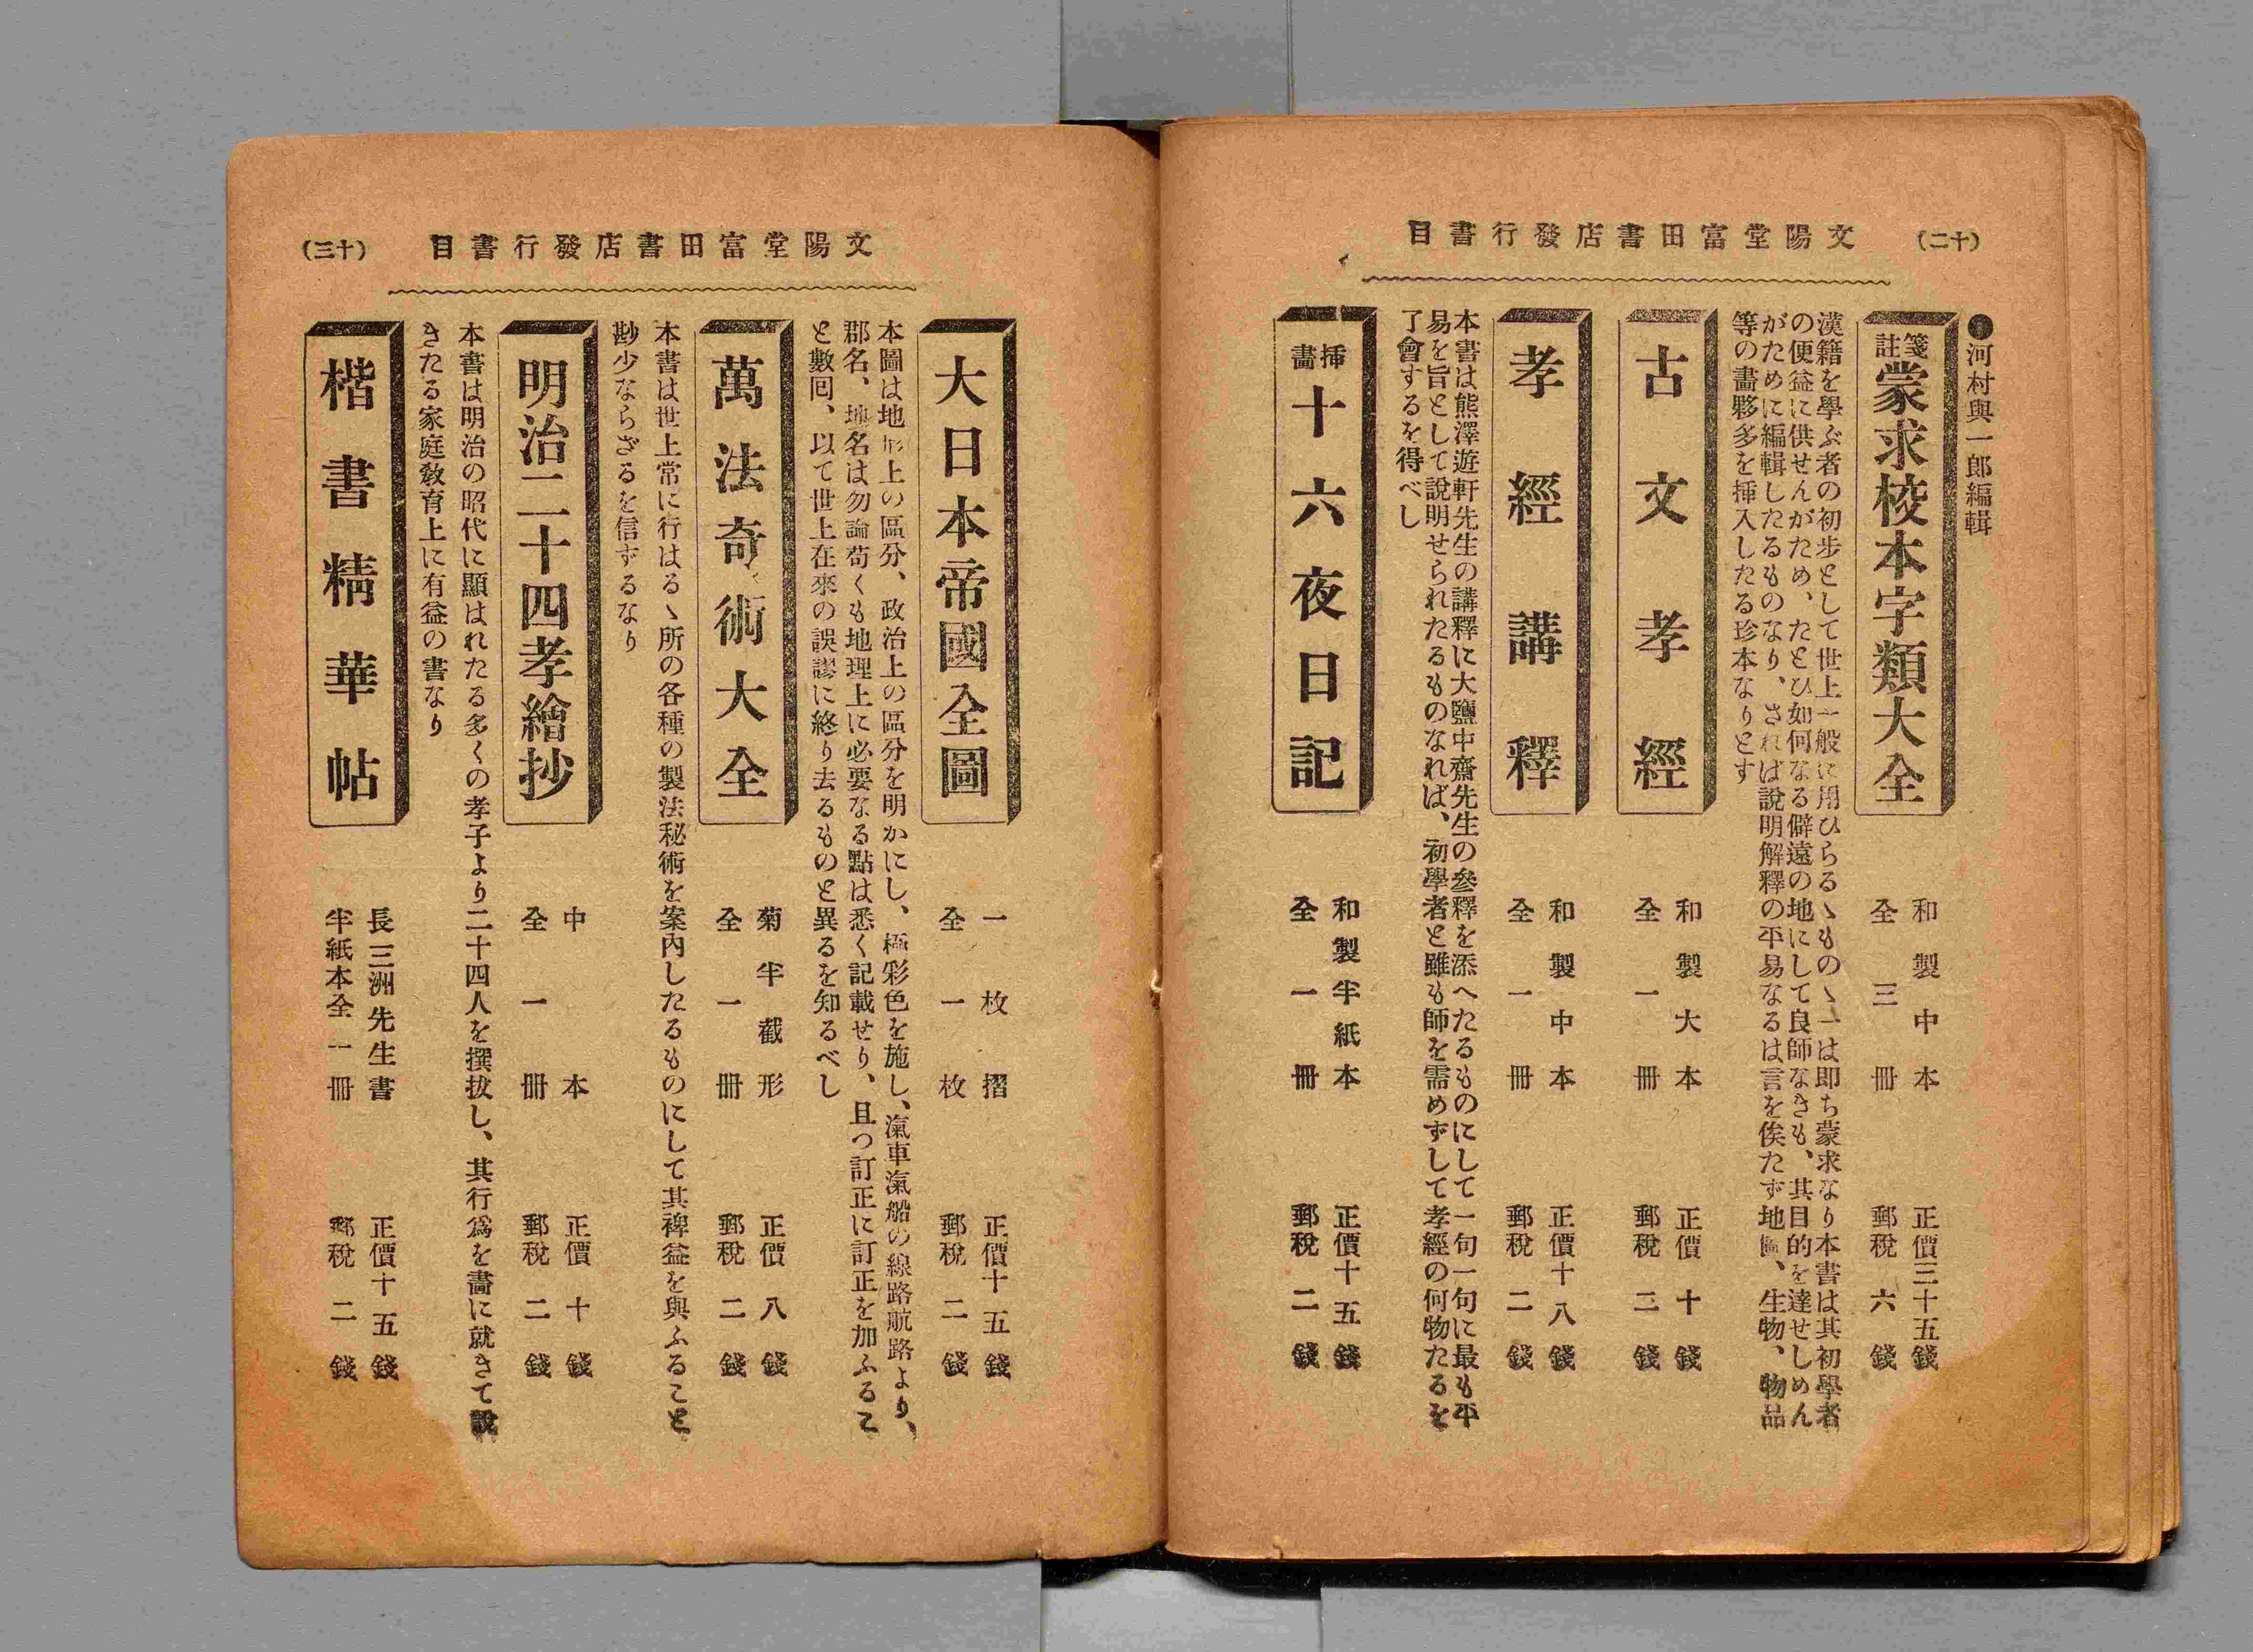 文陽堂富田書店發行書目
(十二)
●河村與一郎編輯
箋註蒙求校本字類大全
和製中本
全三冊
正價三十五錢
郵稅六錢
漢籍を學ぶ者の初步として世上一般に用ひらるゝものゝ一は即ち蒙求なり本書は其初學者
の便益に供せんがため、たとひ如何なる僻遠の地にして良師なきも、其目的を達せしめん
がために編輯したるものなり、されば說明解釋の平易なるは言を俟たず地圖、生物、物品
等の畵夥多を挿入したる珍本なりとす
古文孝經
和製大本
全一冊
正價十錢
郵稅二錢
孝經講釋
和製中本
全一冊
正價十八錢
郵稅二錢
本書は熊澤遊軒先生の講釋に大鹽中齋先生の參釋を添へたるものにして一句一句に最も平
易を旨として說明せられたるものなれば、初學者と雖も師を需めずして孝經の何物たるを
了會するを得べし
挿畵十六夜日記
和製半紙本
全一冊
正價十五錢
郵稅二錢
文陽堂富田書店發行書目
(十三)
大日本帝國全圖
一枚摺
全一枚
正價十五錢
郵稅二錢
本圖は地形上の區分、政治上の區分を明かにし、極彩色を施し、滊車滊船の線路航路より、
郡名、地名は勿論苟くも地理上に必要なる點は悉く記載せり、且つ訂正に訂正を加ふるこ
と數回、以て世上在來の誤謬に終り去るものと異るを知るべし
萬法奇術大全
菊半截形
全一冊
正價八錢
郵稅二錢
本書は世上常に行はるゝ所の各種の製法秘術を案内したるものにして其裨益を與ふること
尠少ならざるを信ずるなり
明治二十四孝繪抄
中本
全一冊
正價十錢
郵稅二錢
本書は明治の昭代に顯はれたる多くの孝子より二十四人を撰拔し、其行爲を畵に就きて說
きたる家庭敎育上に有益の書なり
楷書精華帖
長三洲先生書
半紙本全一冊
正價十五錢
郵稅二錢